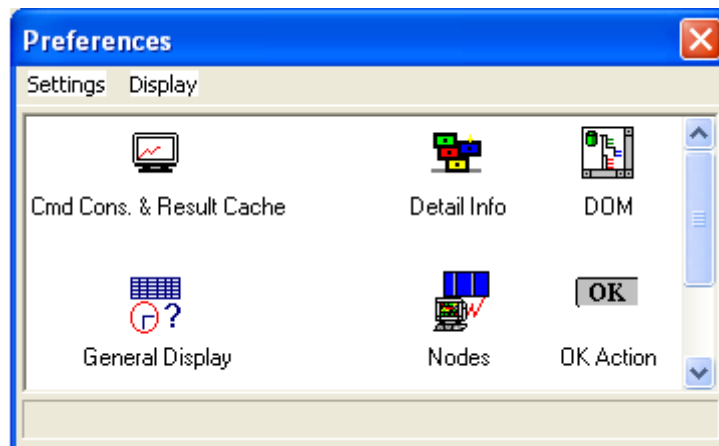 Preferences
Settings Display
Cmd Cons. & Result Cache Detail Info DOM
OK
General Display Nodes OK Action